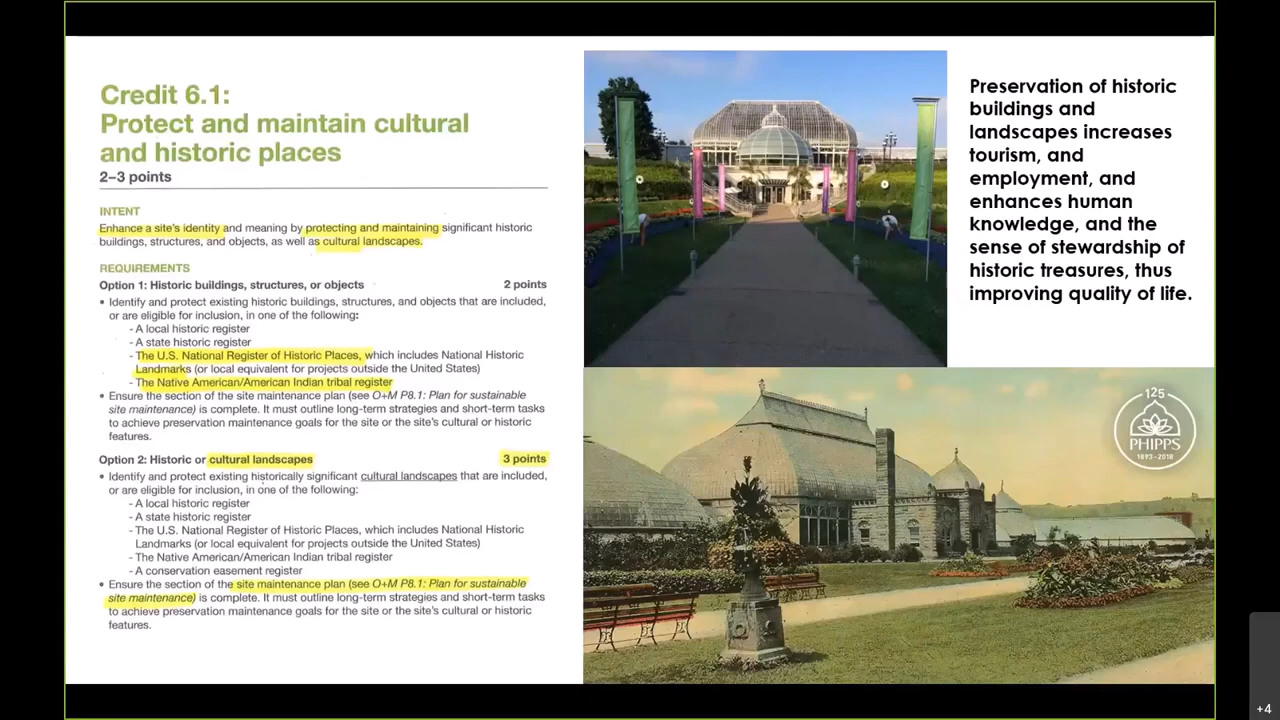 Credit 6.1:
Protect and maintain cultural
and historic places
2–3 points
INTENT
Enhance a site's identity and meaning by protecting and maintaining significant historic
buildings, structures, and objects, as well as cultural landscapes.
REQUIREMENTS
Option 1: Historic buildings, structures, or objects 2 points
• Identify and protect existing historic buildings, structures, and objects that are included,
or are eligible for inclusion, in one of the following:
- A local historic register
- A state historic register
- The U.S. National Register of Historic Places, which includes National Historic
Landmarks (or local equivalent for projects outside the United States)
- The Native American/American Indian tribal register
• Ensure the section of the site maintenance plan (see O+M P8.1: Plan for sustainable
site maintenance) is complete. It must outline long-term strategies and short-term tasks
to achieve preservation maintenance goals for the site or the site's cultural or historic
features.
Option 2: Historic or cultural landscapes 3 points
• Identify and protect existing historically significant cultural landscapes that are included,
or are eligible for inclusion, in one of the following:
- A local historic register
- A state historic register
- The U.S. National Register of Historic Places, which includes National Historic
Landmarks (or local equivalent for projects outside the United States)
- The Native American/American Indian tribal register
- A conservation easement register
• Ensure the section of the site maintenance plan (see O+M P8.1: Plan for sustainable
site maintenance) is complete. It must outline long-term strategies and short-term tasks
to achieve preservation maintenance goals for the site or the site's cultural or historic
features.
Preservation of historic
buildings and
landscapes increases
tourism, and
employment, and
enhances human
knowledge, and the
sense of stewardship of
historic treasures, thus
improving quality of life.
125
PHIPPS
1893-2018
+4